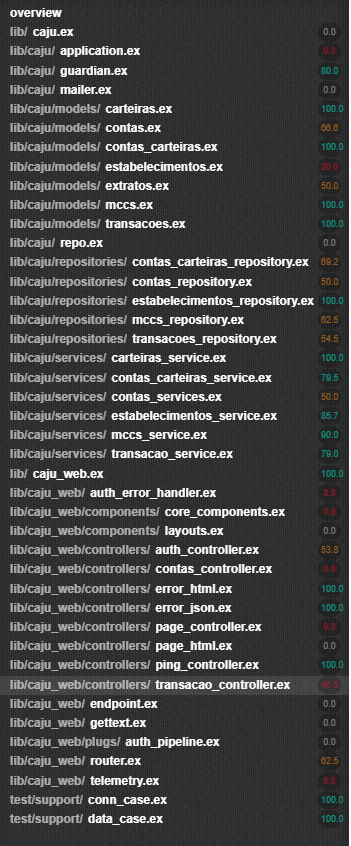 overview
lib/ caju.ex 0.0
lib/caju/ application.ex 0.0
lib/caju/ guardian.ex 80.0
lib/caju/ mailer.ex 0.0
lib/caju/models/ carteiras.ex 100.0
lib/caju/models/ contas.ex 66.6
lib/caju/models/ contas_carteiras.ex 100.0
lib/caju/models/ estabelecimentos.ex 20.0
lib/caju/models/ extratos.ex 50.0
lib/caju/models/ mccs.ex 100.0
lib/caju/models/ transacoes.ex 100.0
lib/caju/ repo.ex 0.0
lib/caju/repositories/ contas_carteiras_repository.ex 69.2
lib/caju/repositories/ contas_repository.ex 50.0
lib/caju/repositories/ estabelecimentos_repository.ex 100.0
lib/caju/repositories/ mccs_repository.ex 62.5
lib/caju/repositories/ transacoes_repository.ex 54.5
lib/caju/services/ carteiras_service.ex 100.0
lib/caju/services/ contas_carteiras_service.ex 79.5
lib/caju/services/ contas_services.ex 50.0
lib/caju/services/ estabelecimentos_service.ex 85.7
lib/caju/services/ mccs_service.ex 90.0
lib/caju/services/ transacao_service.ex 79.0
lib/ caju_web.ex 100.0
lib/caju_web/ auth_error_handler.ex 0.0
lib/caju_web/components/ core_components.ex 0.0
lib/caju_web/components/ layouts.ex 0.0
lib/caju_web/controllers/ auth_controller.ex 53.8
lib/caju_web/controllers/ contas_controller.ex 0.0
lib/caju_web/controllers/ error_html.ex 100.0
lib/caju_web/controllers/ error_json.ex 100.0
lib/caju_web/controllers/ page_controller.ex 0.0
lib/caju_web/controllers/ page_html.ex 0.0
lib/caju_web/controllers/ ping_controller.ex 100.0
lib/caju_web/controllers/ transacao_controller.ex
lib/caju_web/ endpoint.ex 0.0
lib/caju_web/ gettext.ex 0.0
lib/caju_web/plugs/ auth_pipeline.ex 0.0
lib/caju_web/ router.ex 62.5
lib/caju_web/ telemetry.ex 0.0
test/support/ conn_case.ex 100.0
test/support/ data_case.ex 100.0